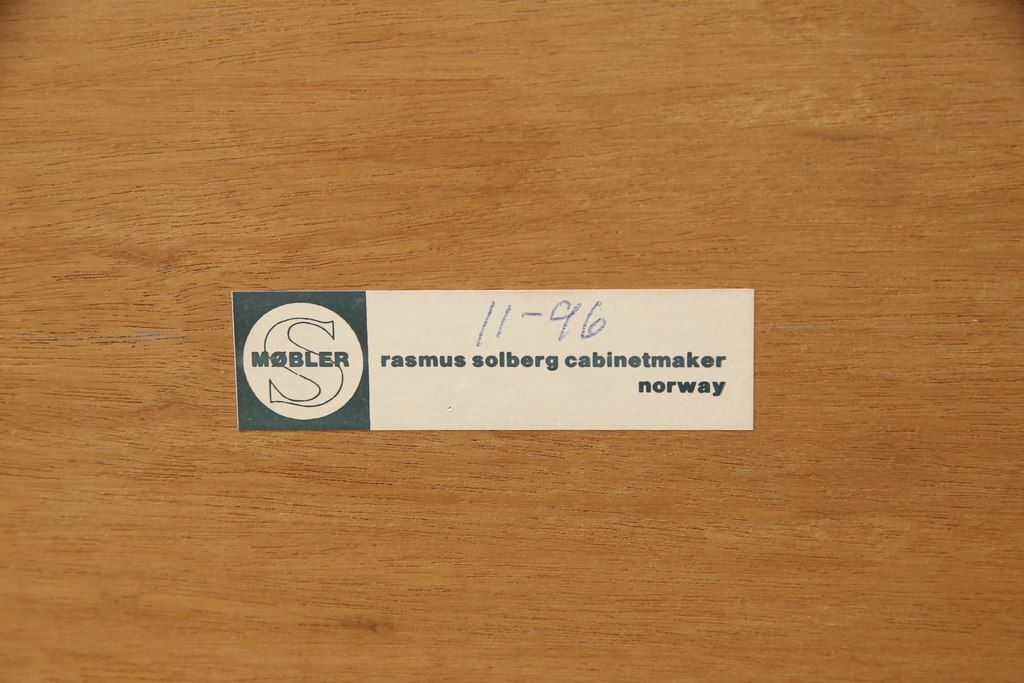 11-96
S
MØBLER
rasmus solberg cabinetmaker
norway